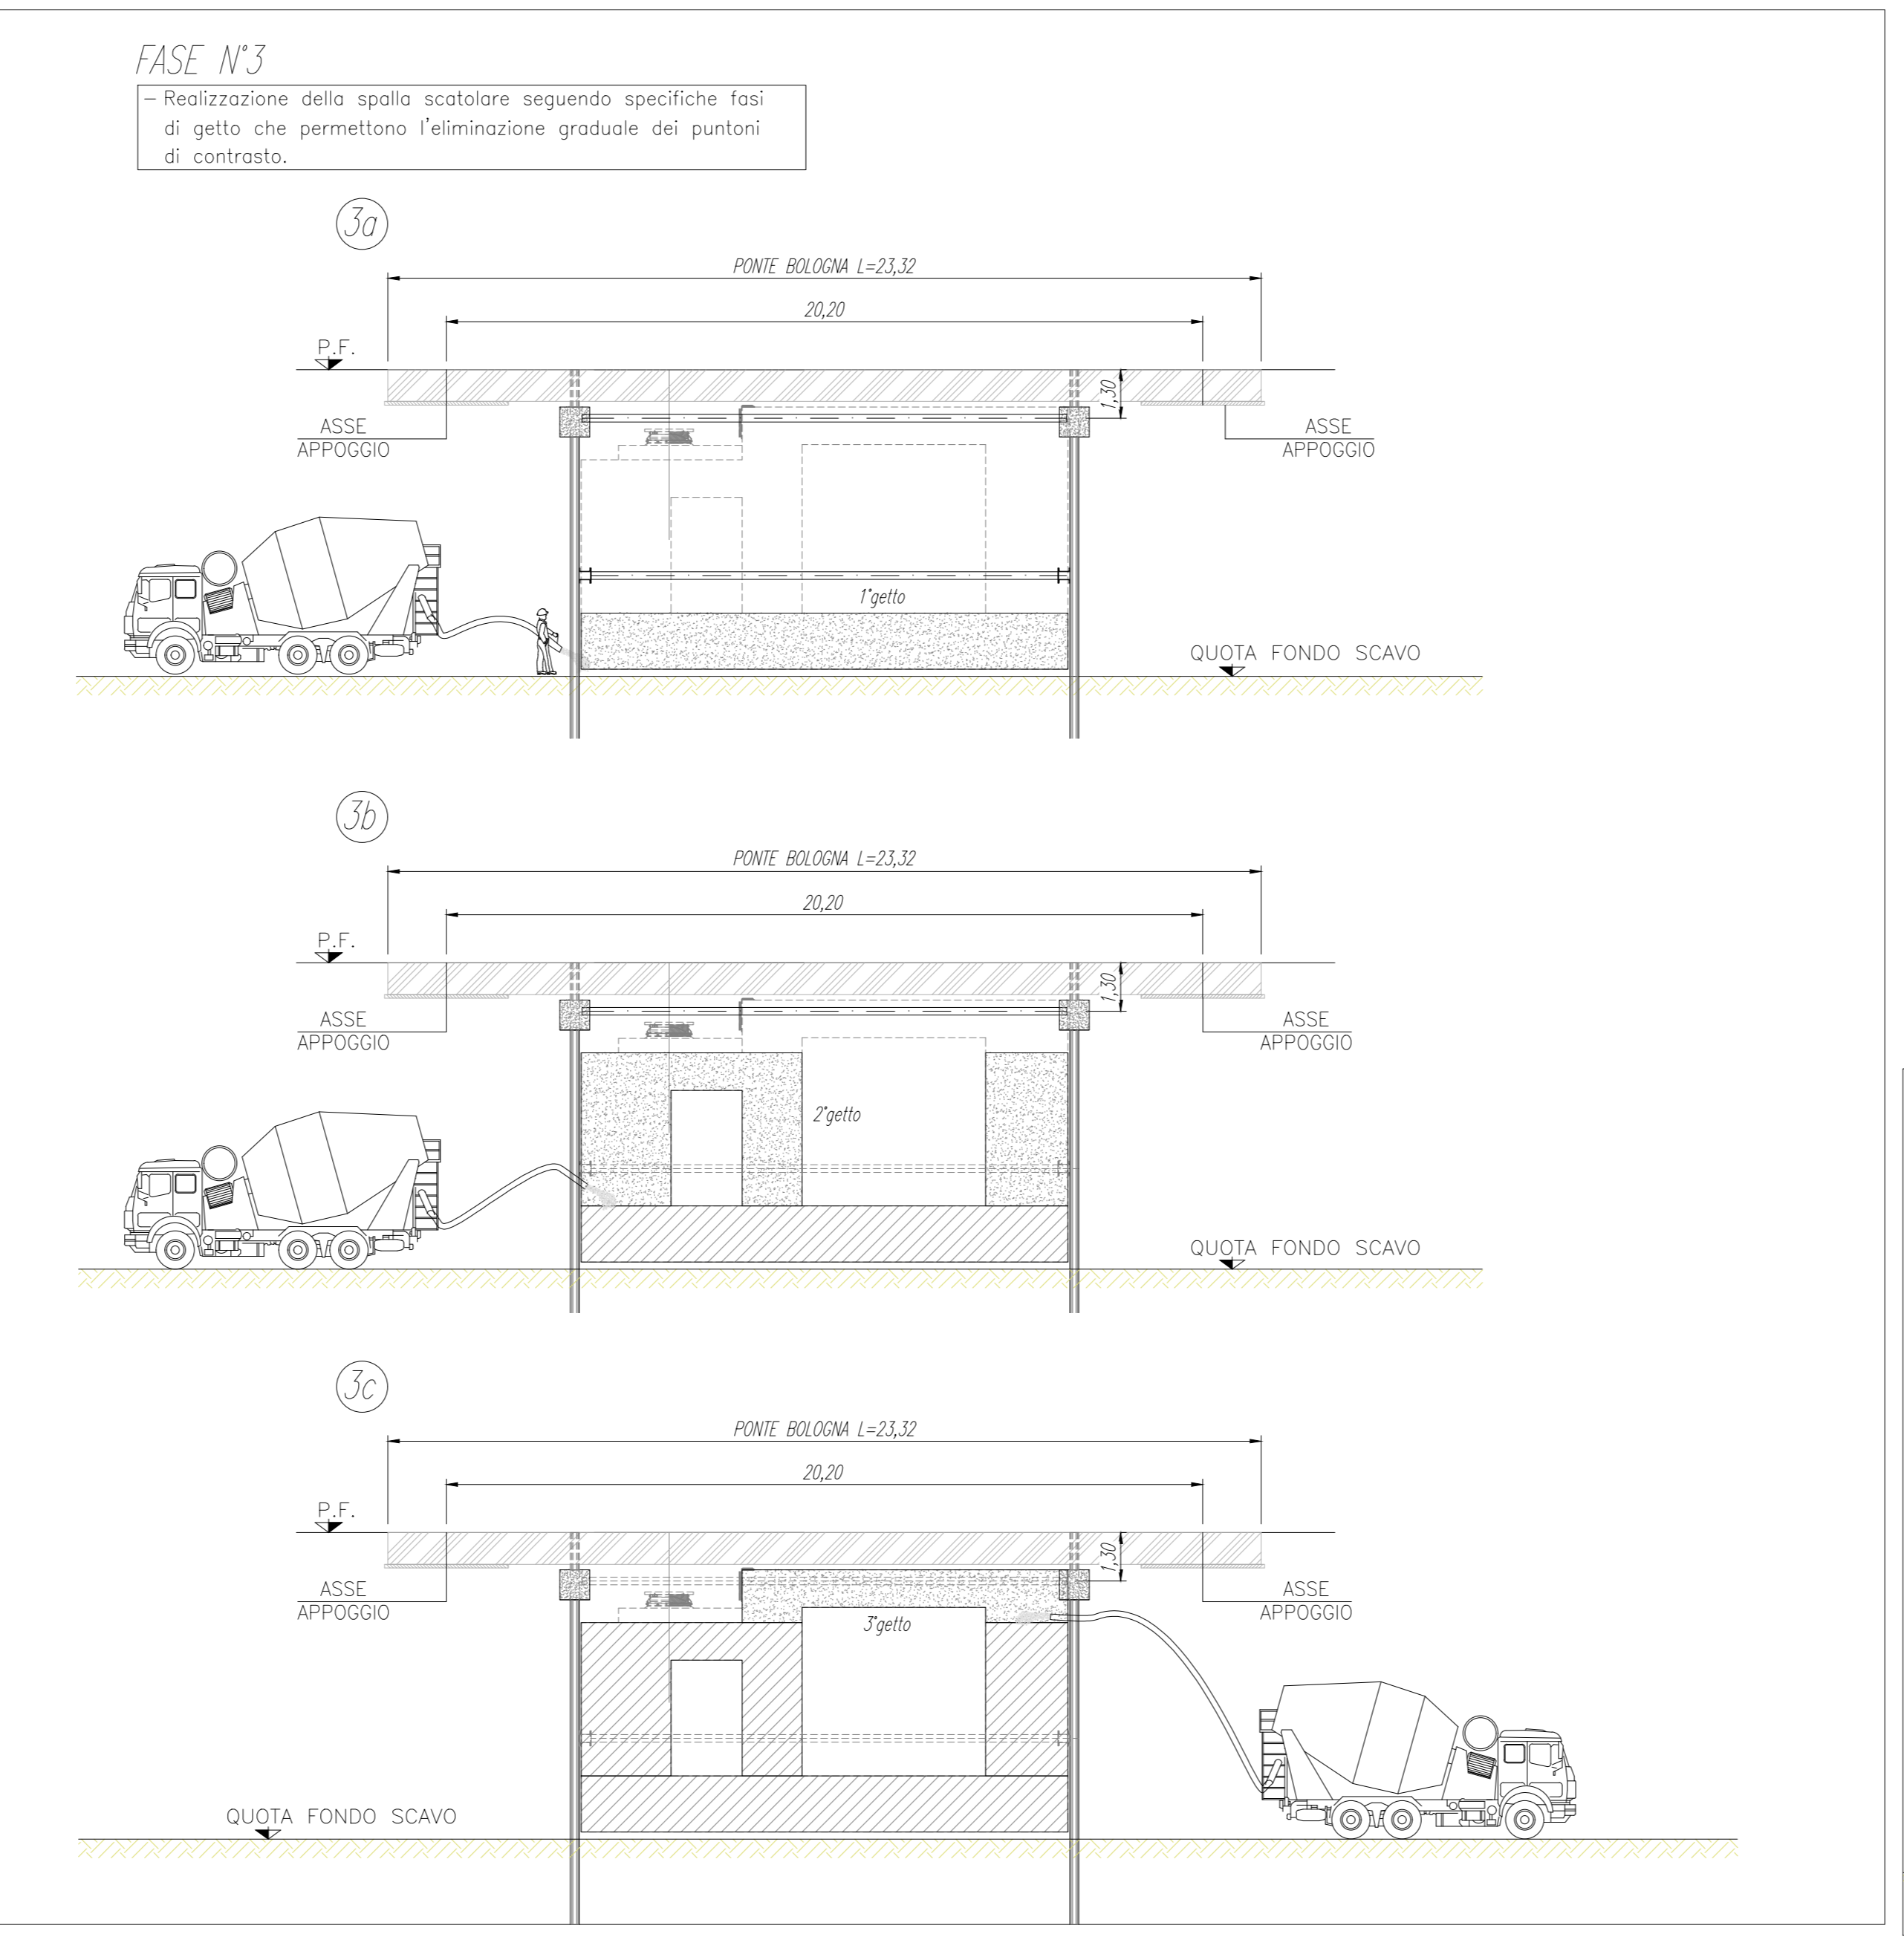 FASE N°3
– Realizzazione della spalla scatolare seguendo specifiche fasi
di getto che permettono l'eliminazione graduale dei puntoni
di contrasto.
3a
PONTE BOLOGNA L=23,32
20,20
P.F.
1,30
ASSE
APPOGGIO
ASSE
APPOGGIO
1°getto
QUOTA FONDO SCAVO
3b
PONTE BOLOGNA L=23,32
20,20
P.F.
1,30
ASSE
APPOGGIO
ASSE
APPOGGIO
2°getto
QUOTA FONDO SCAVO
3c
PONTE BOLOGNA L=23,32
20,20
P.F.
1,30
ASSE
APPOGGIO
ASSE
APPOGGIO
3°getto
QUOTA FONDO SCAVO